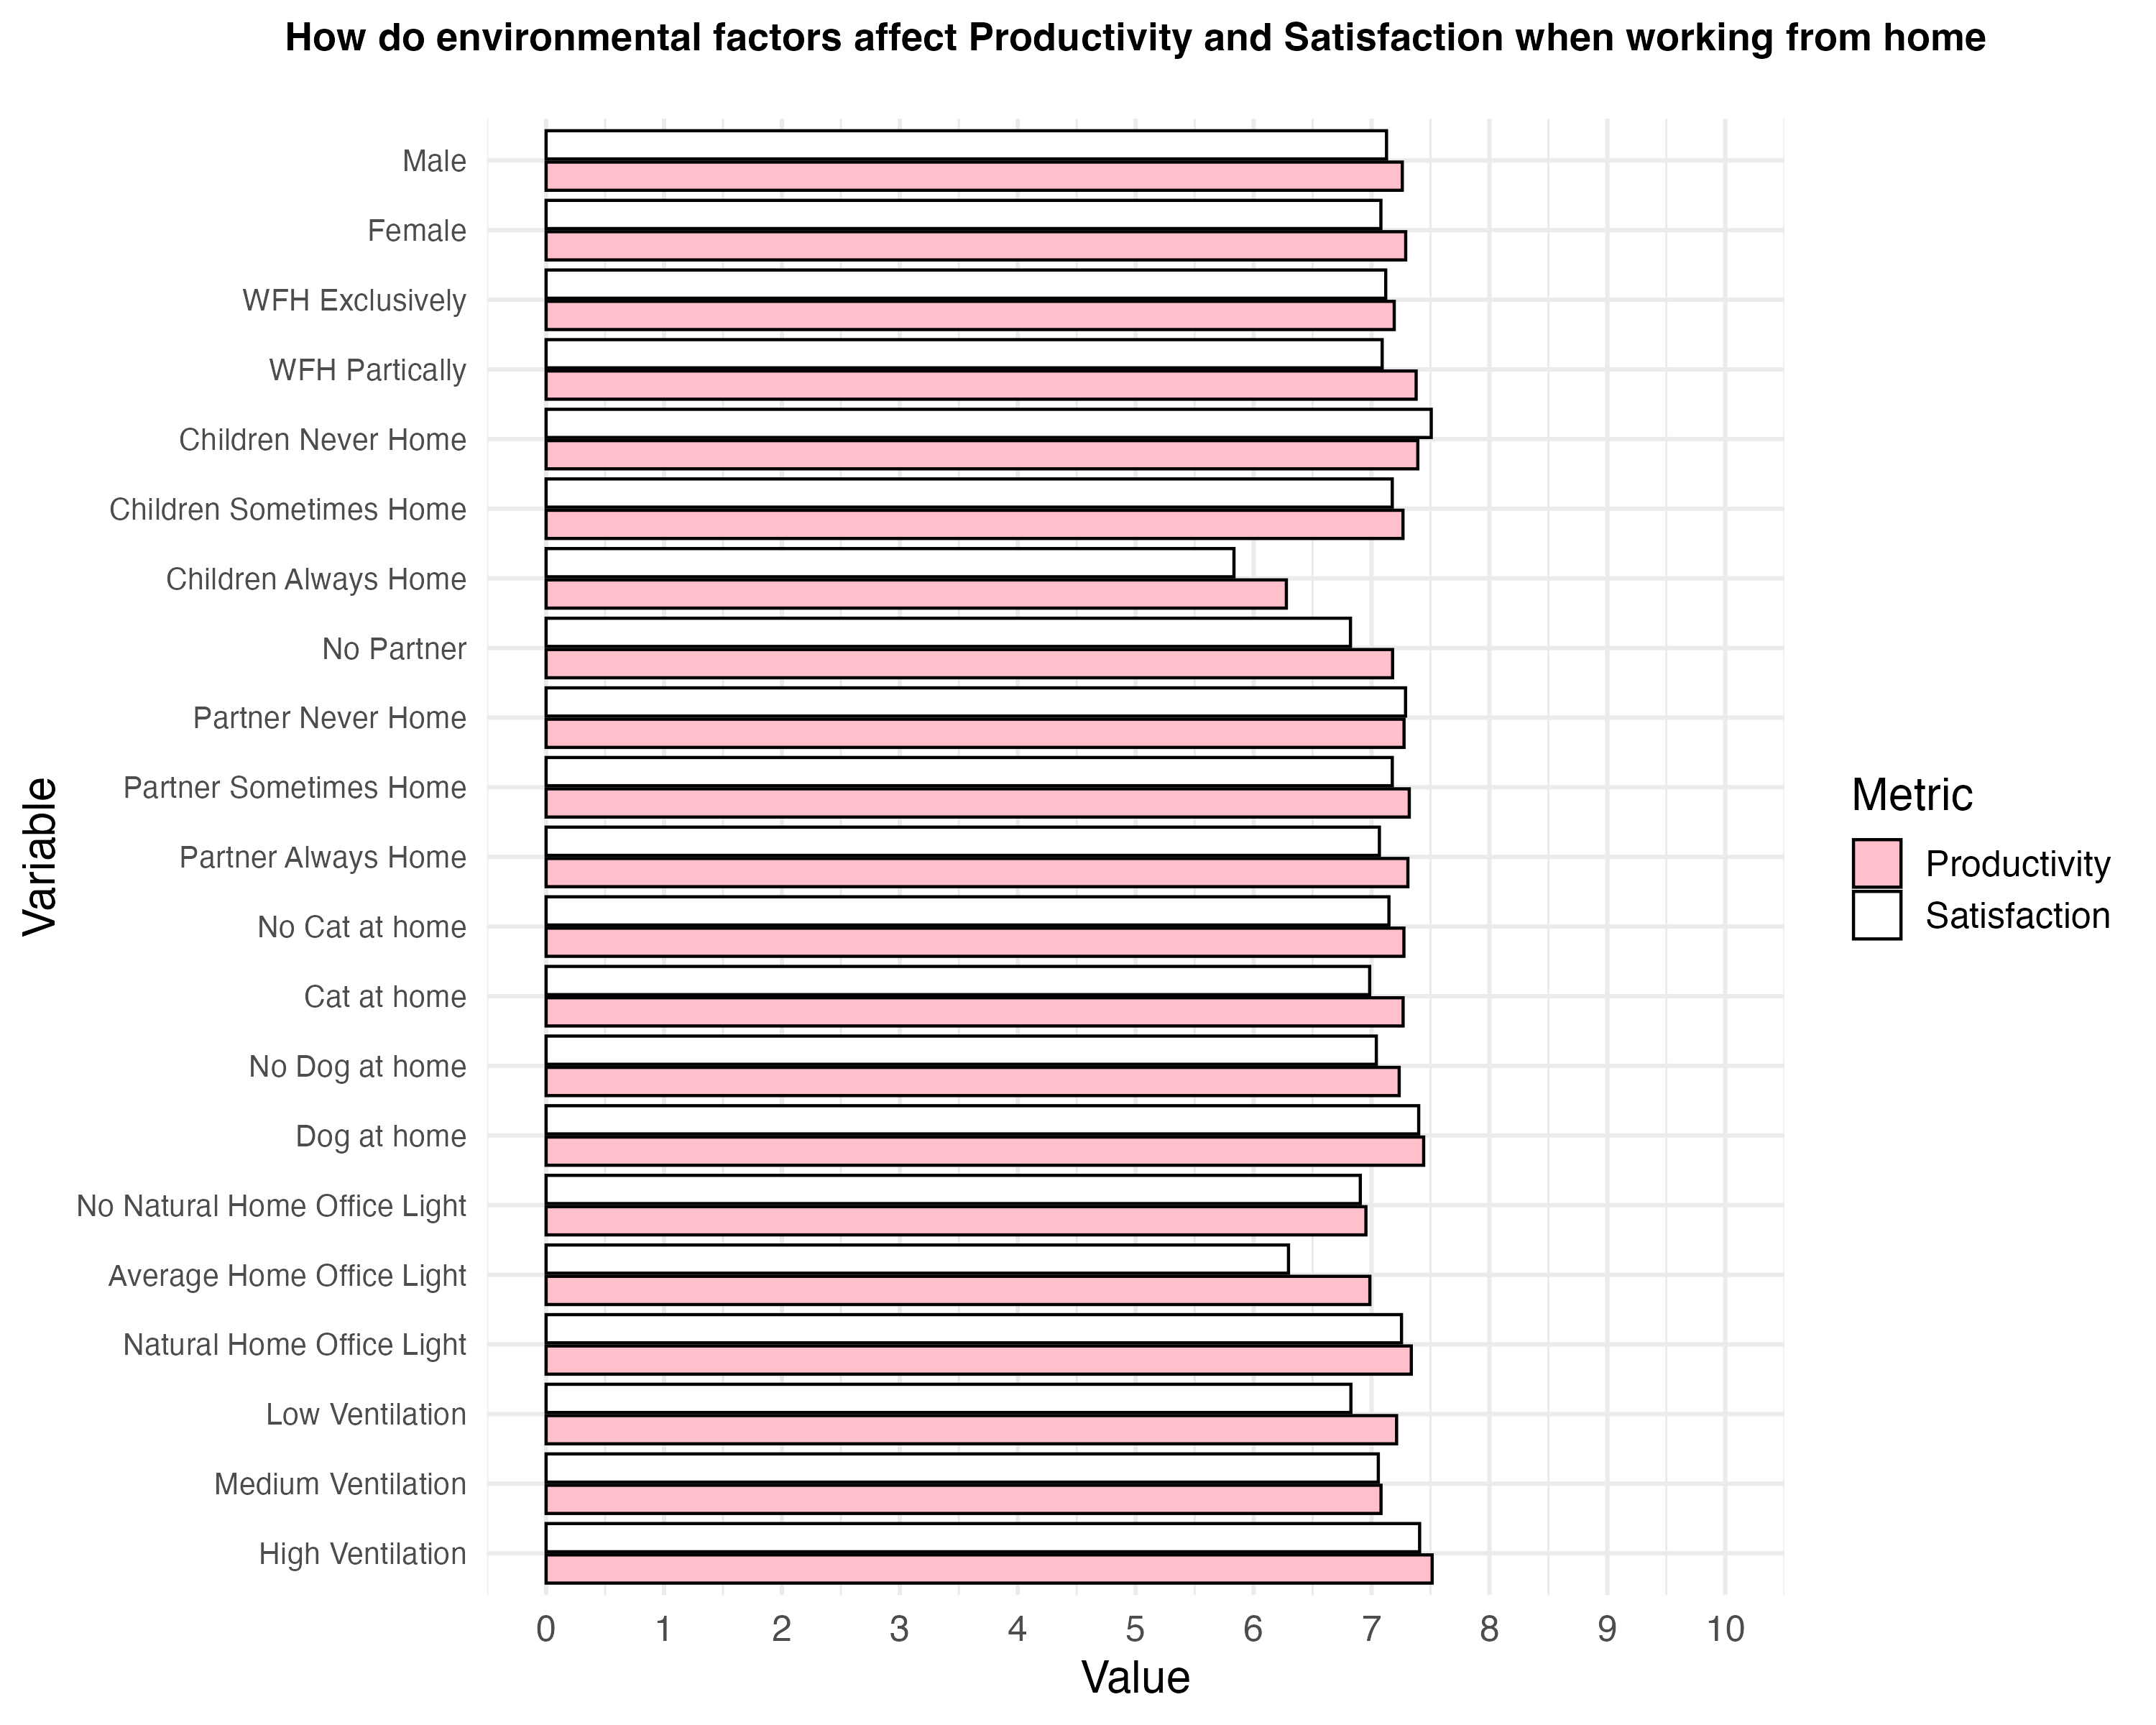 How do environmental factors affect Productivity and Satisfaction when working from home
Male
Female
WFH Exclusively
WFH Partically
Children Never Home
Children Sometimes Home
Children Always Home
No Partner
Partner Never Home
Partner Sometimes Home
Partner Always Home
No Cat at home
Cat at home
No Dog at home
Dog at home
No Natural Home Office Light
Average Home Office Light
Natural Home Office Light
Low Ventilation
Medium Ventilation
High Ventilation
Variable
0 1 2 3 4 5 6 7 8 9 10
Value
Metric
Productivity
Satisfaction